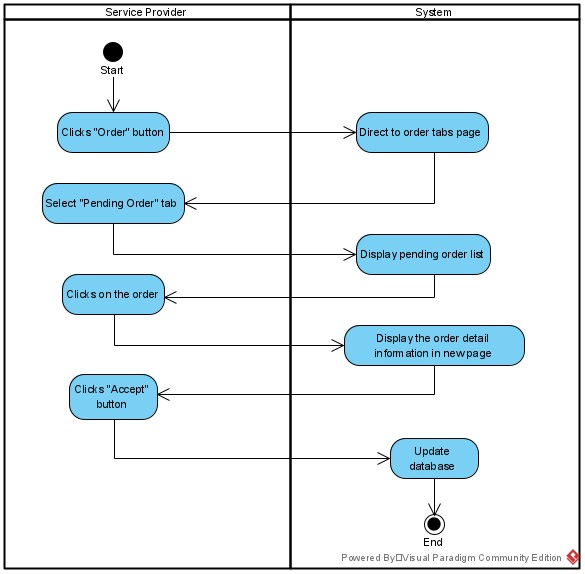 Service Provider
System
Start
Clicks "Order" button
Direct to order tabs page
Select "Pending Order" tab
Display pending order list
Clicks on the order
Display the order detail
information in new page
Clicks "Accept"
button
Update
database
End
Powered By□Visual Paradigm Community Edition